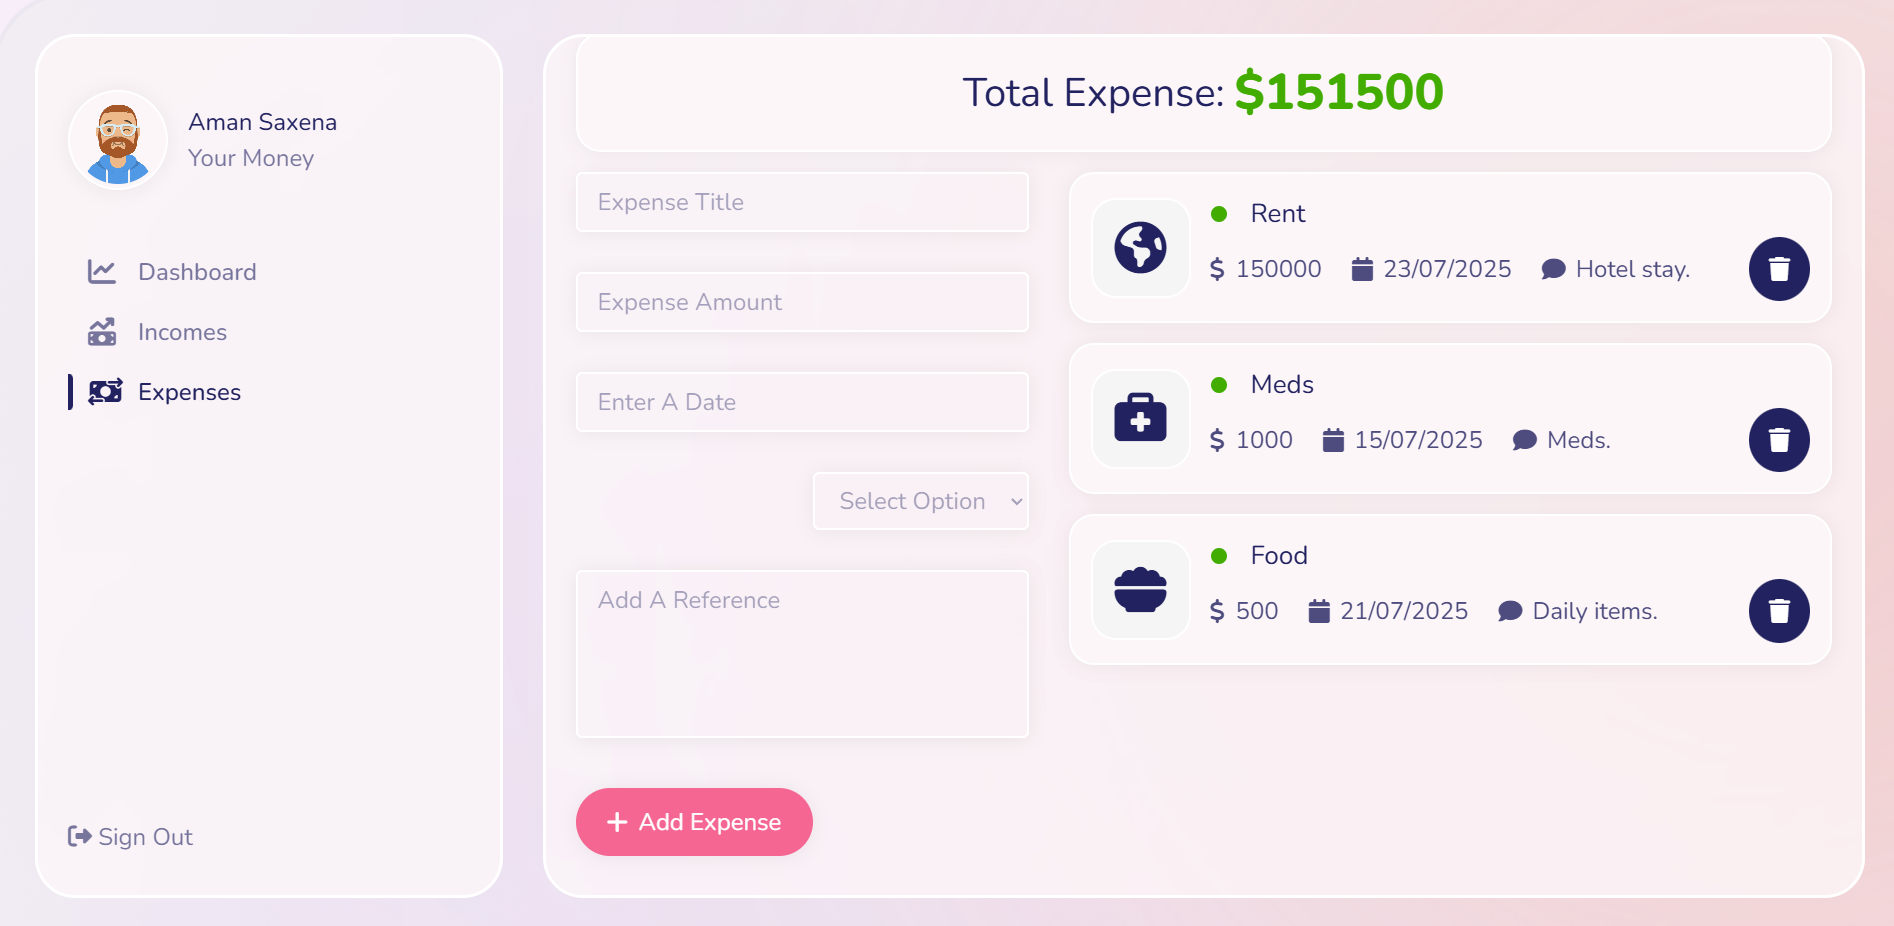 Aman Saxena
Your Money
Dashboard
Incomes
Expenses
Sign Out
Total Expense: $151500
Expense Title
Expense Amount
Enter A Date
Select Option
Add A Reference
Add Expense
Rent
$ 150000 23/07/2025 Hotel stay.
Meds
$ 1000 15/07/2025 Meds.
Food
$ 500 21/07/2025 Daily items.